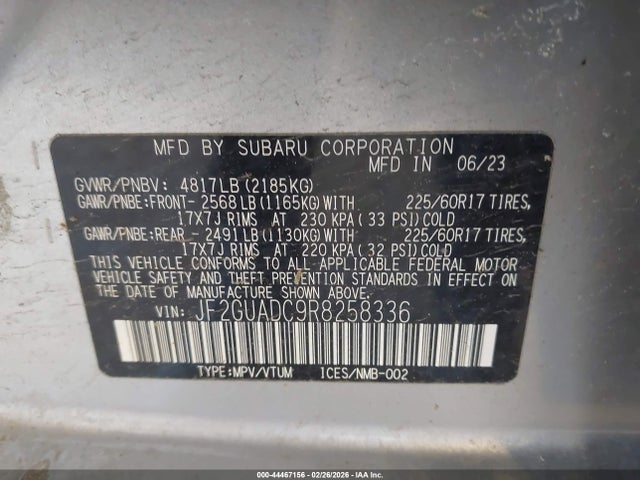 MFD BY SUBARU CORPORATION
MFD IN 06/23
GVWR/PNBV: 4817LB (2185KG)
GAWR/PNBE:FRONT- 2568LB (1165KG)WITH 225/60R17 TIRES,
17X7J RIMS AT 230 KPA (33 PSI)COLD
GAWR/PNBE:REAR - 2491LB (1130KG)WITH 225/60R17 TIRES,
17X7J RIMS AT 220 KPA (32 PSI)COLD
THIS VEHICLE CONFORMS TO ALL APPLICABLE FEDERAL MOTOR
VEHICLE SAFETY AND THEFT PREVENTION STANDARDS IN EFFECT ON
THE DATE OF MANUFACTURE SHOWN ABOVE.
VIN: JF2GUADC9R8258336
TYPE:MPV/VTUM ICES/NMB-002
000-44467156 - 02/26/2026 - IAA Inc.